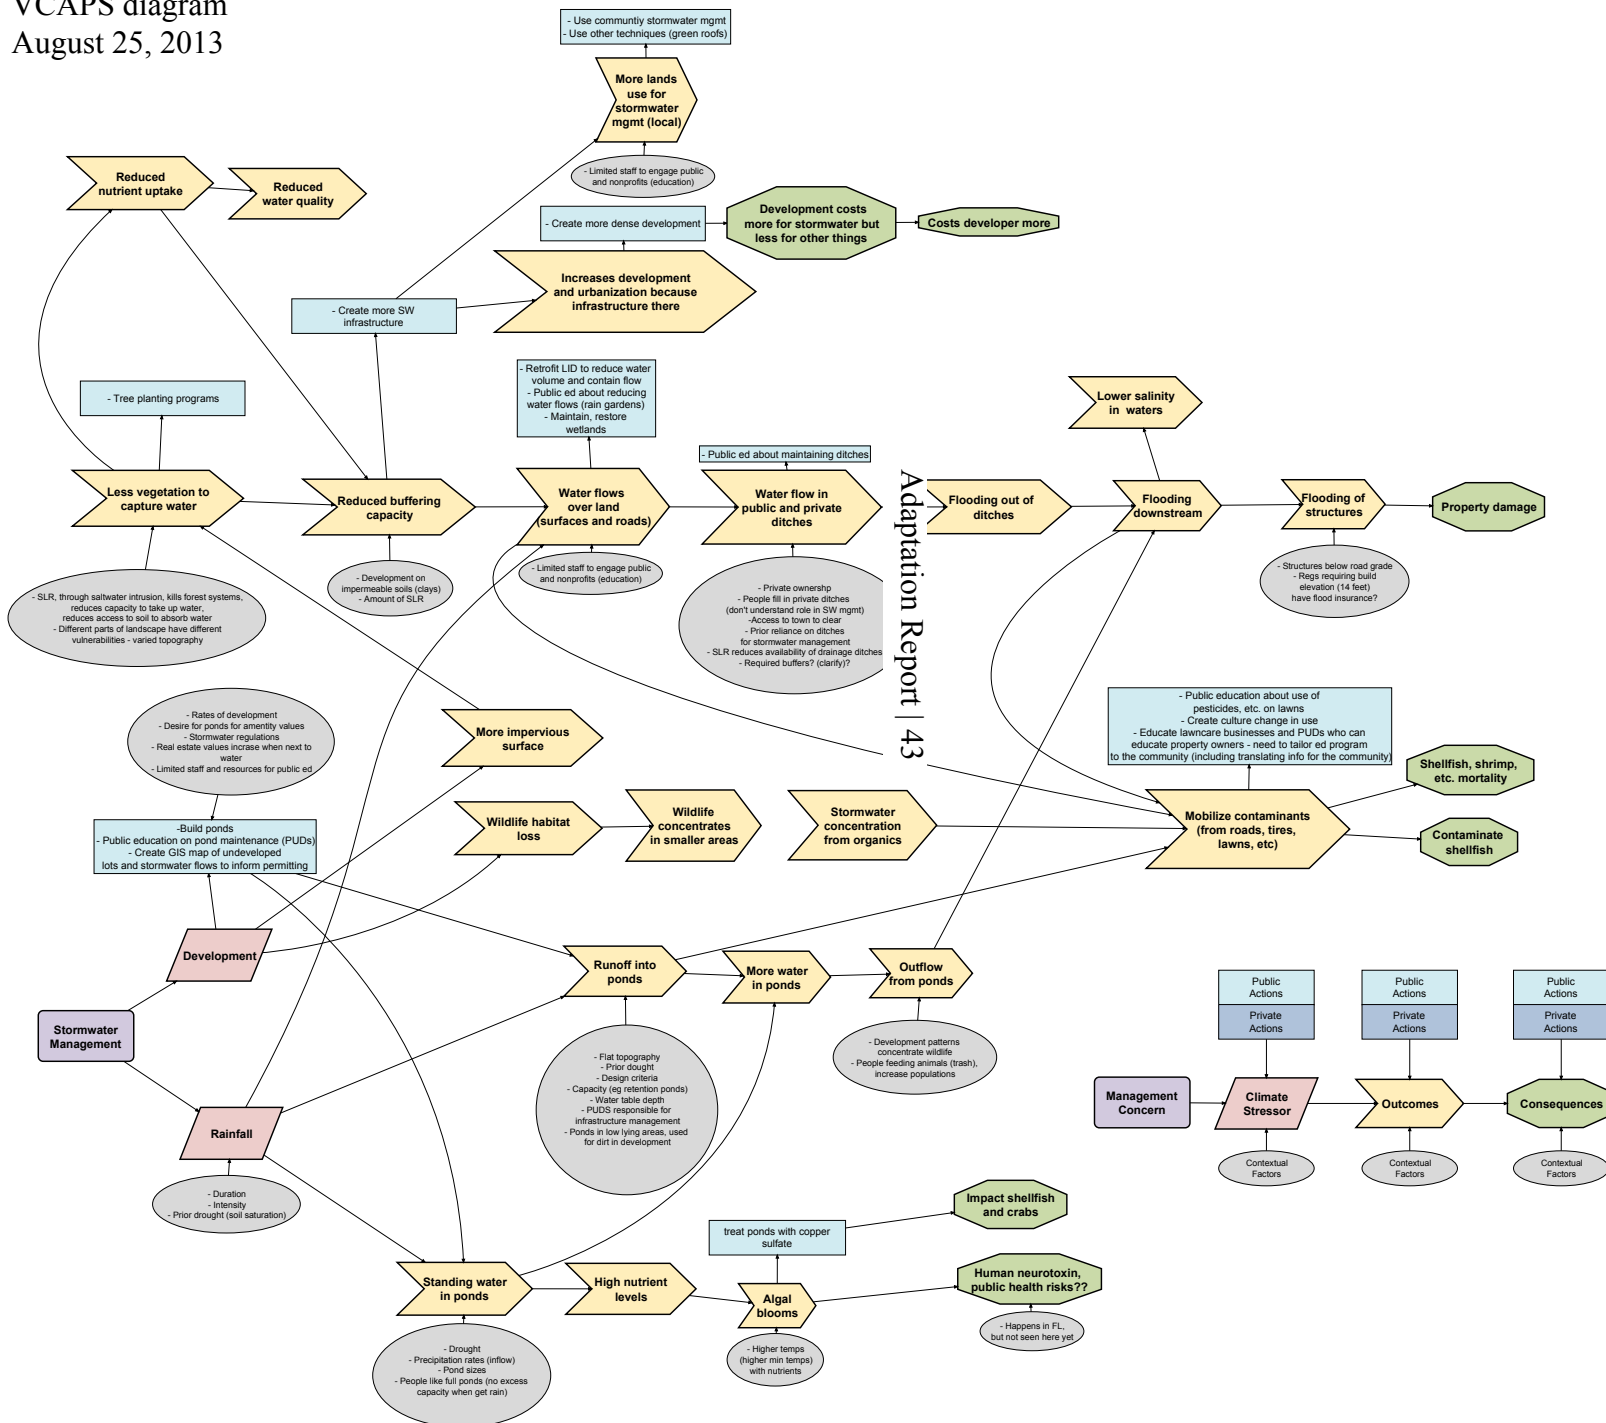 VCAPS diagram
August 25, 2013
- Use communtiy stormwater mgmt
- Use other techniques (green roofs)
More lands
use for
stormwater
mgmt (local)
- Limited staff to engage public
and nonprofits (education)
Reduced
nutrient uptake
Reduced
water quality
- Create more dense development
Development costs
more for stormwater but
less for other things
Costs developer more
Increases development
and urbanization because
infrastructure there
- Create more SW
infrastructure
- Tree planting programs
- Retrofit LID to reduce water
volume and contain flow
- Public ed about reducing
water flows (rain gardens)
- Maintain, restore
wetlands
- Public ed about maintaining ditches
Lower salinity
in waters
Less vegetation to
capture water
Reduced buffering
capacity
Water flows
over land
(surfaces and roads)
Water flow in
public and private
ditches
Flooding out of
ditches
Flooding
downstream
Flooding of
structures
Property damage
- SLR, through saltwater intrusion, kills forest systems,
reduces capacity to take up water,
reduces access to soil to absorb water
- Different parts of landscape have different
vulnerabilities - varied topography
- Development on
impermeable soils (clays)
- Amount of SLR
- Limited staff to engage public
and nonprofits (education)
- Private ownershp
- People fill in private ditches
(don't understand role in SW mgmt)
-Access to town to clear
- Prior reliance on ditches
for stormwater management
- SLR reduces availability of drainage ditches
- Required buffers? (clarify)?
- Structures below road grade
- Regs requiring build
elevation (14 feet)
have flood insurance?
Adaptation Report | 43
- Rates of development
- Desire for ponds for amentity values
- Stormwater regulations
- Real estate values incrase when next to
water
- Limited staff and resources for public ed
More impervious
surface
- Public education about use of
pesticides, etc. on lawns
- Create culture change in use
- Educate lawncare businesses and PUDs who can
educate property owners - need to tailor ed program
to the community (including translating info for the community)
Shellfish, shrimp,
etc. mortality
-Build ponds
- Public education on pond maintenance (PUDs)
- Create GIS map of undeveloped
lots and stormwater flows to inform permitting
Wildlife habitat
loss
Wildlife
concentrates
in smaller areas
Stormwater
concentration
from organics
Mobilize contaminants
(from roads, tires,
lawns, etc)
Contaminate
shellfish
Development
Runoff into
ponds
More water
in ponds
Outflow
from ponds
Stormwater
Management
- Flat topography
- Prior dought
- Design criteria
- Capacity (eg retention ponds)
- Water table depth
- PUDS responsible for
infrastructure management
- Ponds in low lying areas, used
for dirt in development
- Development patterns
concentrate wildlife
- People feeding animals (trash),
increase populations
Public
Actions
Private
Actions
Public
Actions
Private
Actions
Public
Actions
Private
Actions
Management
Concern
Climate
Stressor
Outcomes
Consequences
Contextual
Factors
Contextual
Factors
Contextual
Factors
Rainfall
- Duration
- Intensity
- Prior drought (soil saturation)
Impact shellfish
and crabs
treat ponds with copper
sulfate
Standing water
in ponds
High nutrient
levels
Algal
blooms
Human neurotoxin,
public health risks??
- Happens in FL,
but not seen here yet
- Drought
- Precipitation rates (inflow)
- Pond sizes
- People like full ponds (no excess
capacity when get rain)
- Higher temps
(higher min temps)
with nutrients